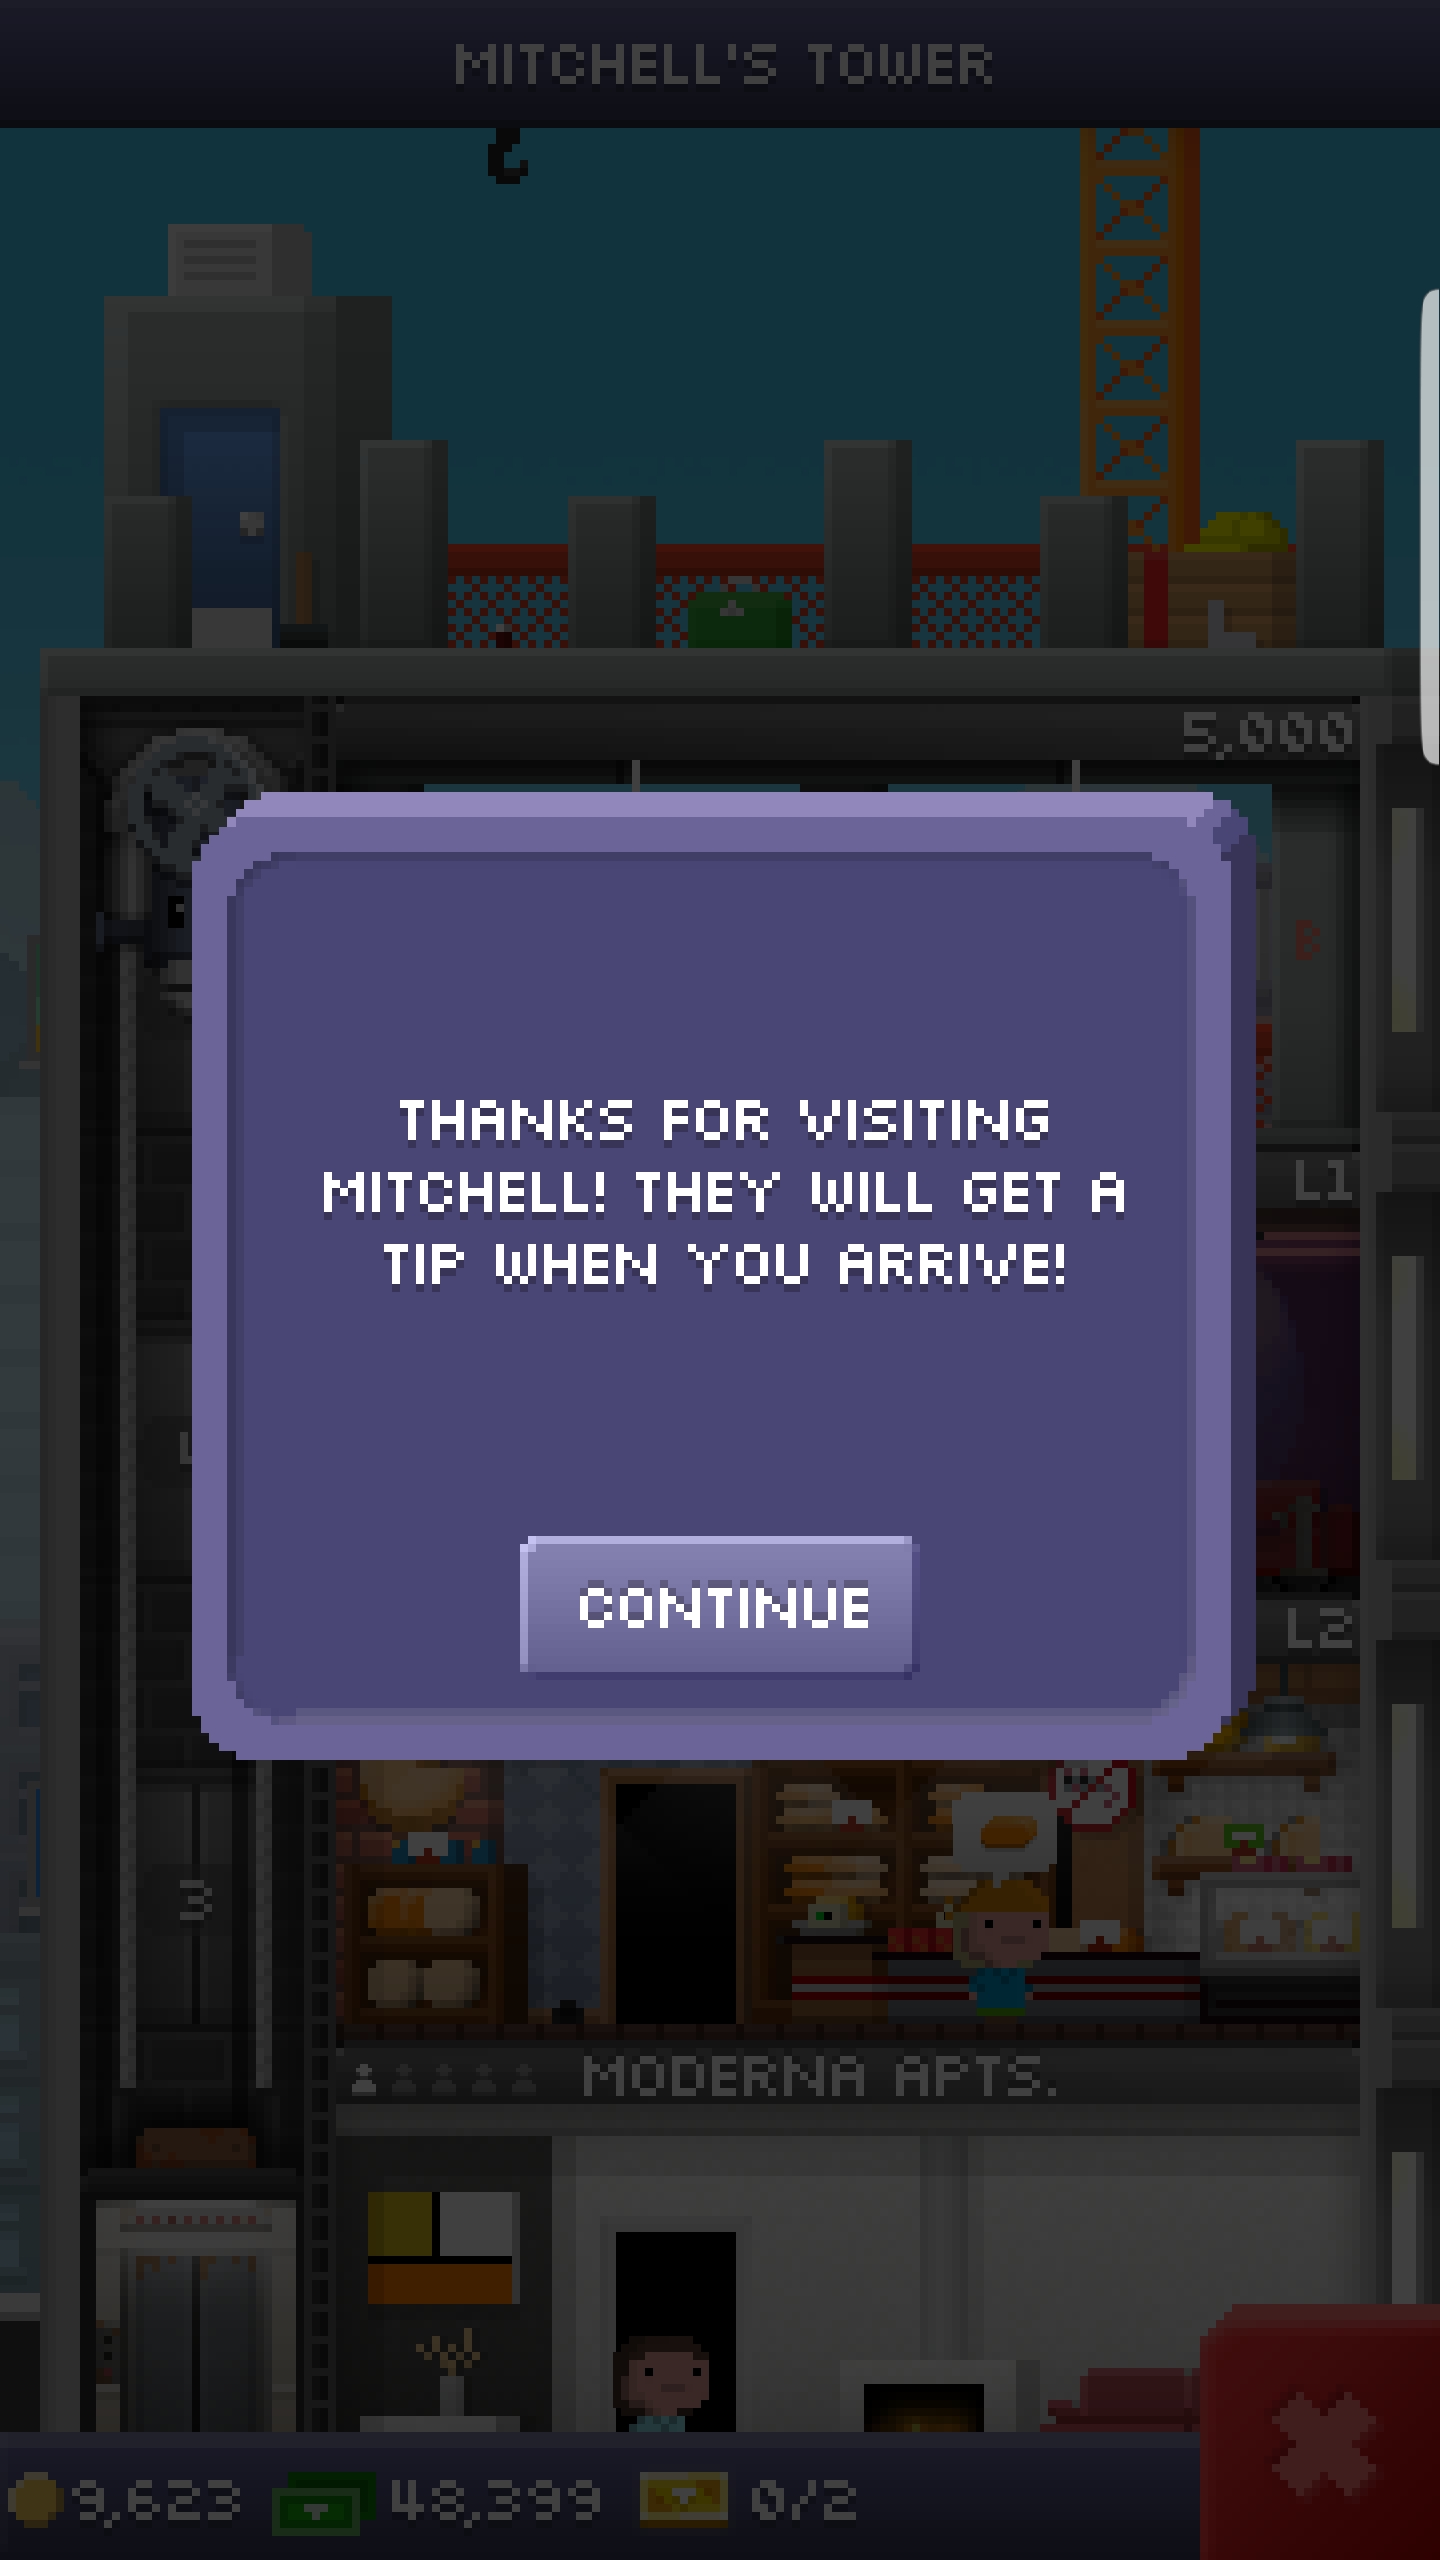 MITCHELL'S TOWER
5,000
B
L1
THANKS FOR VISITING
MITCHELL! THEY WILL GET A
TIP WHEN YOU ARRIVE!
CONTINUE
L2
3
MODERNA APTS.
9,623 48,399 0/2